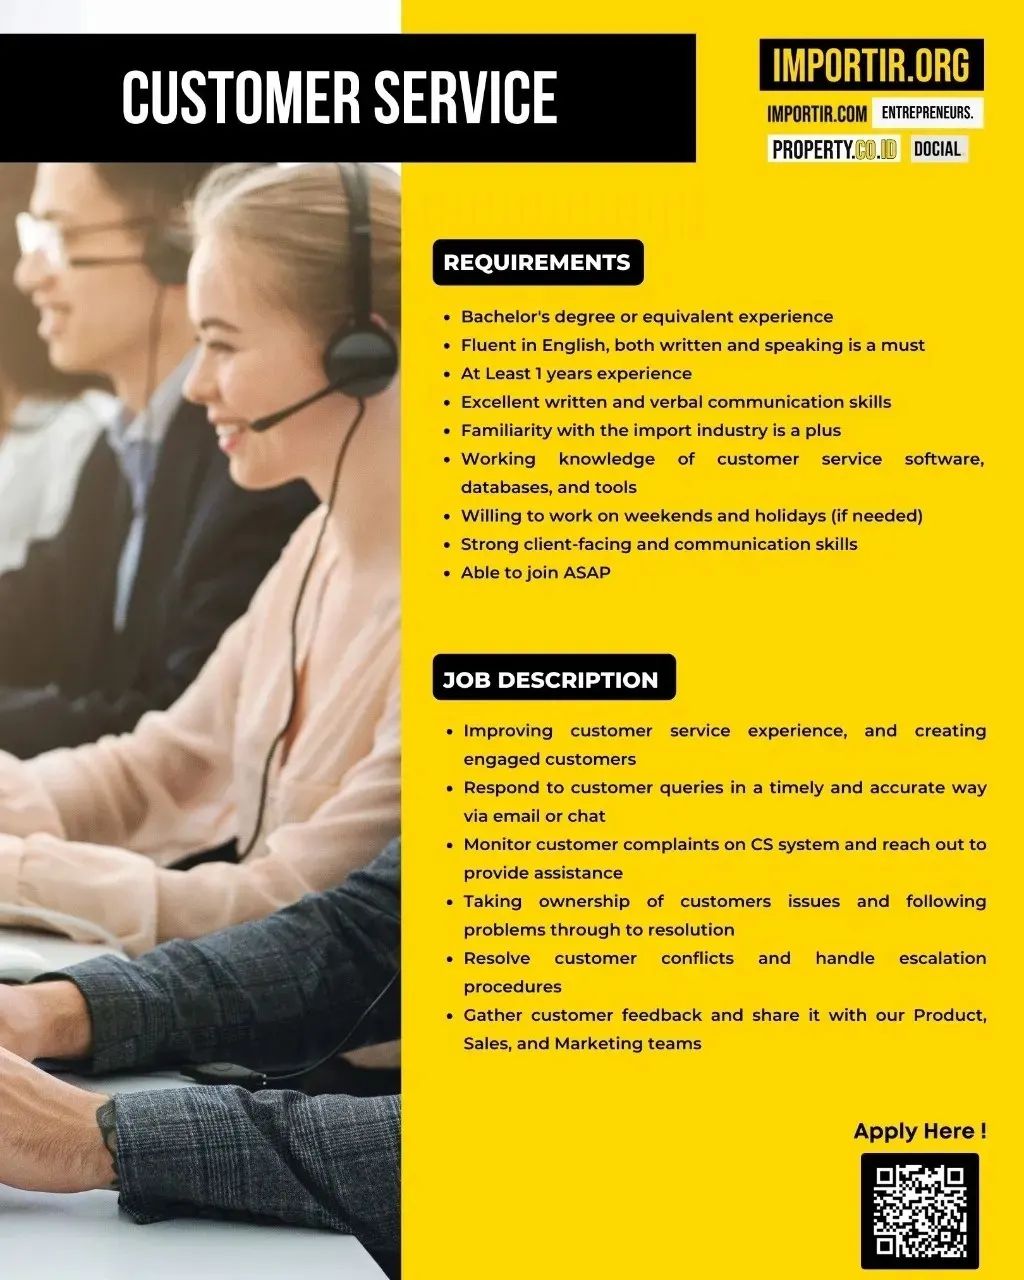 CUSTOMER SERVICE
IMPORTIR.ORG
IMPORTIR.COM ENTREPRENEURS.
PROPERTY.CO.ID DOCIAL
REQUIREMENTS
• Bachelor's degree or equivalent experience
• Fluent in English, both written and speaking is a must
• At Least 1 years experience
• Excellent written and verbal communication skills
• Familiarity with the import industry is a plus
• Working knowledge of customer service software,
databases, and tools
• Willing to work on weekends and holidays (if needed)
• Strong client-facing and communication skills
• Able to join ASAP
JOB DESCRIPTION
• Improving customer service experience, and creating
engaged customers
• Respond to customer queries in a timely and accurate way
via email or chat
• Monitor customer complaints on CS system and reach out to
provide assistance
• Taking ownership of customers issues and following
problems through to resolution
• Resolve customer conflicts and handle escalation
procedures
• Gather customer feedback and share it with our Product,
Sales, and Marketing teams
Apply Here !